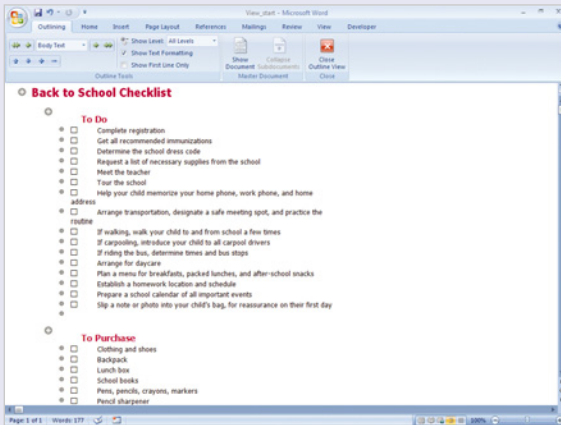 View_start - Microsoft Word
Outlining Home Insert Page Layout References Mailings Review View Developer
Body Text Show Level: All Levels
Show Text Formatting
Show First Line Only
Show Document Collapse Subdocuments Close Outline View
Outline Tools Master Document Close
Back to School Checklist
To Do
Complete registration
Get all recommended immunizations
Determine the school dress code
Request a list of necessary supplies from the school
Meet the teacher
Tour the school
Help your child memorize your home phone, work phone, and home
address
Arrange transportation, designate a safe meeting spot, and practice the
routine
If walking, walk your child to and from school a few times
If carpooling, introduce your child to all carpool drivers
If riding the bus, determine times and bus stops
Arrange for daycare
Plan a menu for breakfasts, packed lunches, and after-school snacks
Establish a homework location and schedule
Prepare a school calendar of all important events
Slip a note or photo into your child's bag, for reassurance on their first day
To Purchase
Clothing and shoes
Backpack
Lunch box
School books
Pens, pencils, crayons, markers
Pencil sharpener
Page: 1 of 1 Words: 177 100%